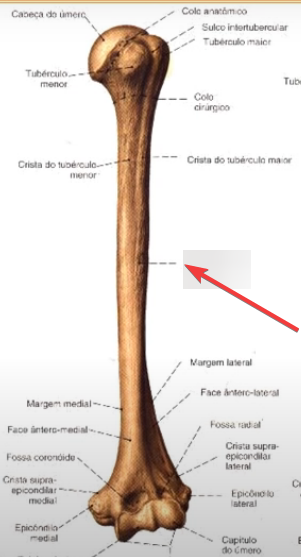 Cabeça do úmero
Colo anatômico
Sulco intertubercular
Tubérculo maior
Tubérculo
menor
Colo
cirúrgico
Crista do tubérculo
menor
Crista do tubérculo maior
Margem lateral
Face ântero-lateral
Margem medial
Fossa radial
Face ântero-medial
Crista supra-
epicondilar
lateral
Fossa coronóide
Crista supra-
epicondilar
medial
Epicôndilo
lateral
Epicôndilo
medial
Capítulo
do úmero